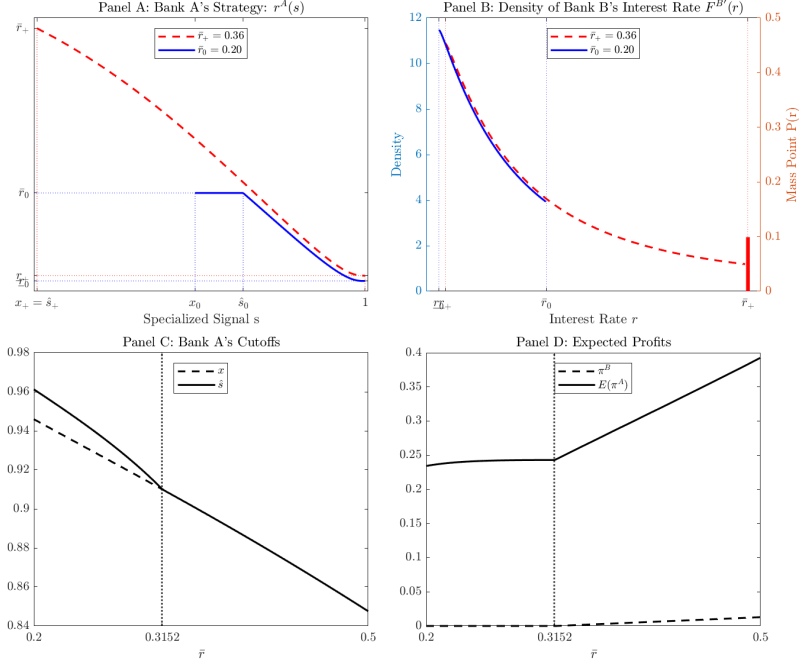 Panel A: Bank A's Strategy: r^A(s)
r̄₊
r̄₊ = 0.36
r̄₀ = 0.20
r̄₀
x₊ = ŝ₊
x₀
ŝ₀
1
Specialized Signal s
Panel B: Density of Bank B's Interest Rate F^{B'}(r)
12
10
8
6
4
2
0
Density
r̄₊ = 0.36
r̄₀ = 0.20
0.5
0.4
0.3
0.2
0.1
0
Mass Point P(r)
r̄₀
r̄₊
Interest Rate r
Panel C: Bank A's Cutoffs
0.98
0.96
0.94
0.92
0.9
0.88
0.86
0.84
x
ŝ
0.2
0.3152
0.5
r̄
Panel D: Expected Profits
0.4
0.35
0.3
0.25
0.2
0.15
0.1
0.05
0
π^B
E(π^A)
0.2
0.3152
0.5
r̄